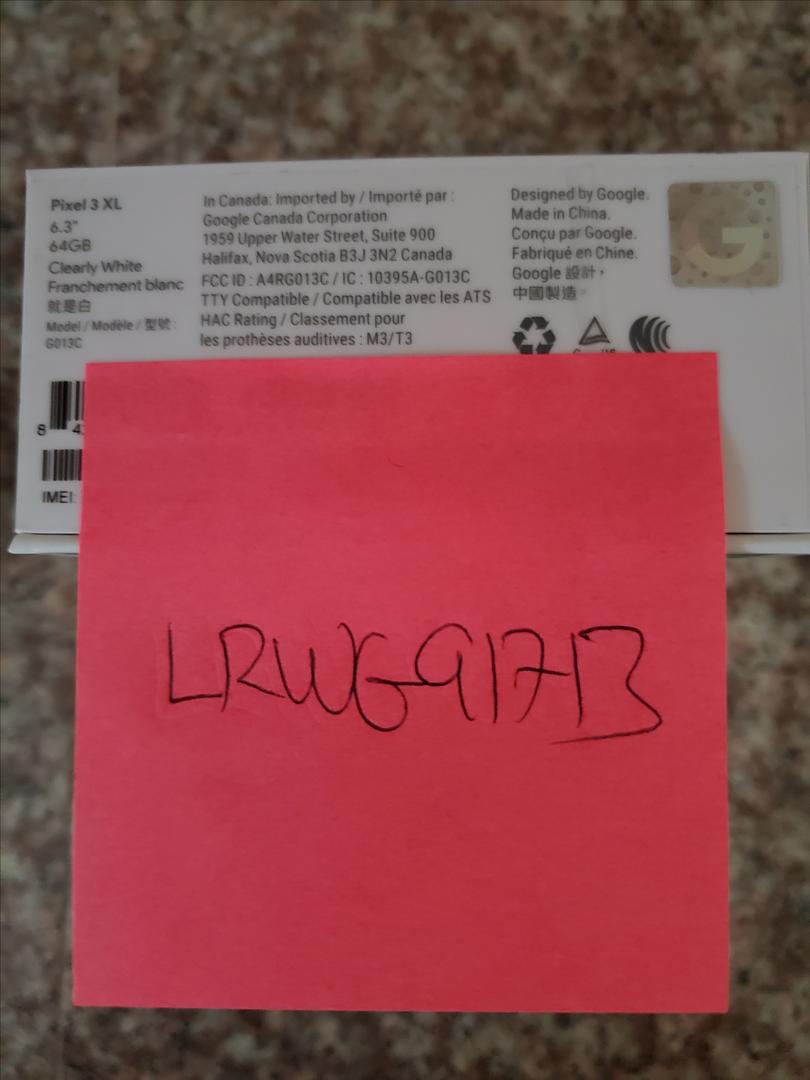 Pixel 3 XL
6.3"
64GB
Clearly White
Franchement blanc
就是白
Model / Modèle / 型號 :
G013C
8 4
IMEI:
In Canada: Imported by / Importé par :
Google Canada Corporation
1959 Upper Water Street, Suite 900
Halifax, Nova Scotia B3J 3N2 Canada
FCC ID : A4RG013C / IC : 10395A-G013C
TTY Compatible / Compatible avec les ATS
HAC Rating / Classement pour
les prothèses auditives : M3/T3
Designed by Google.
Made in China.
Conçu par Google.
Fabriqué en Chine.
Google 設計，
中國製造。
G
LRWG91713